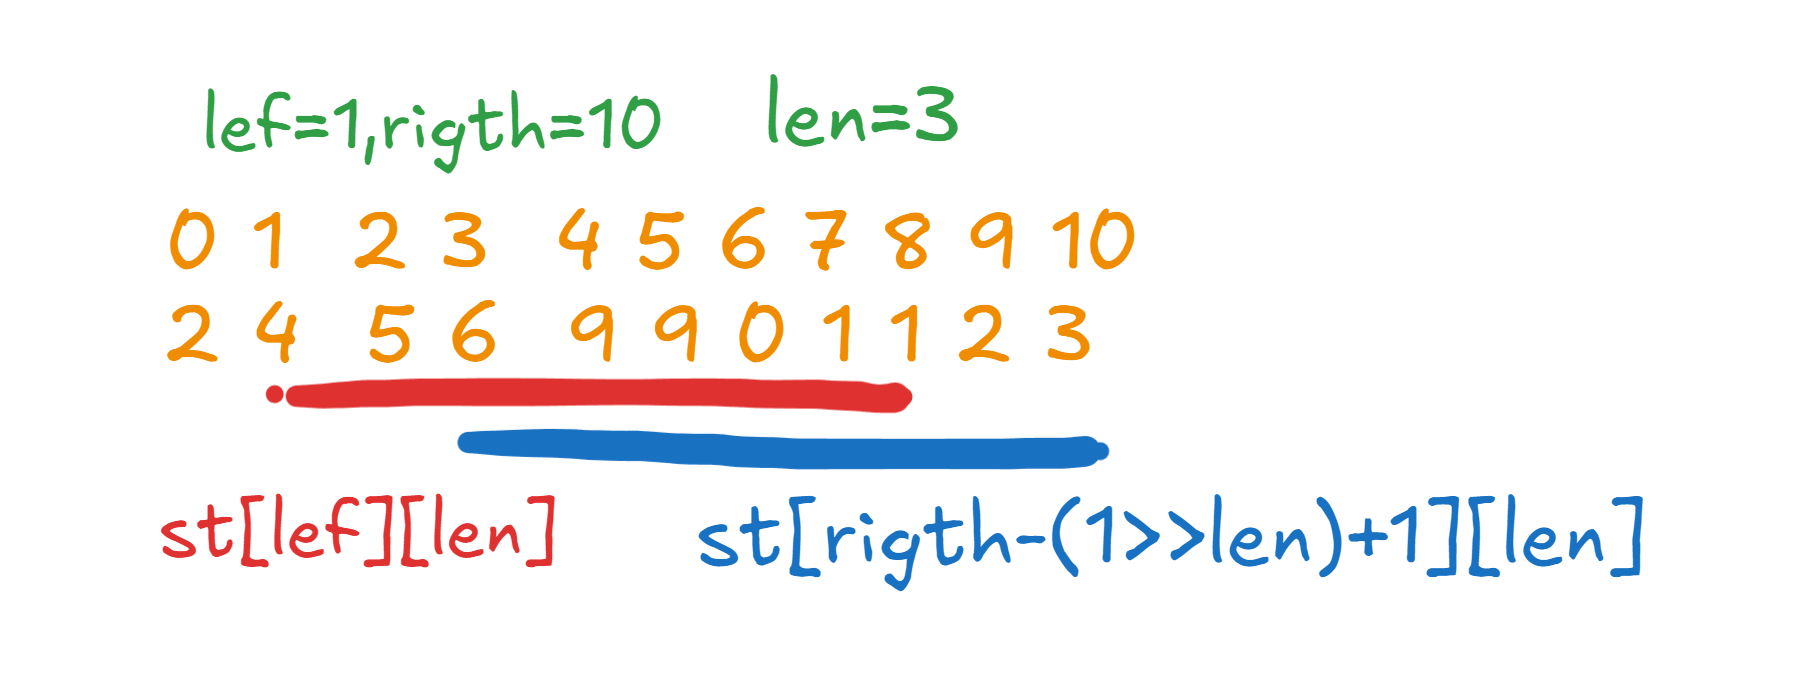 lef=1,rigth=10 len=3
0 1 2 3 4 5 6 7 8 9 10
2 4 5 6 9 9 0 1 1 2 3
st[lef][len] st[rigth-(1>>len)+1][len]